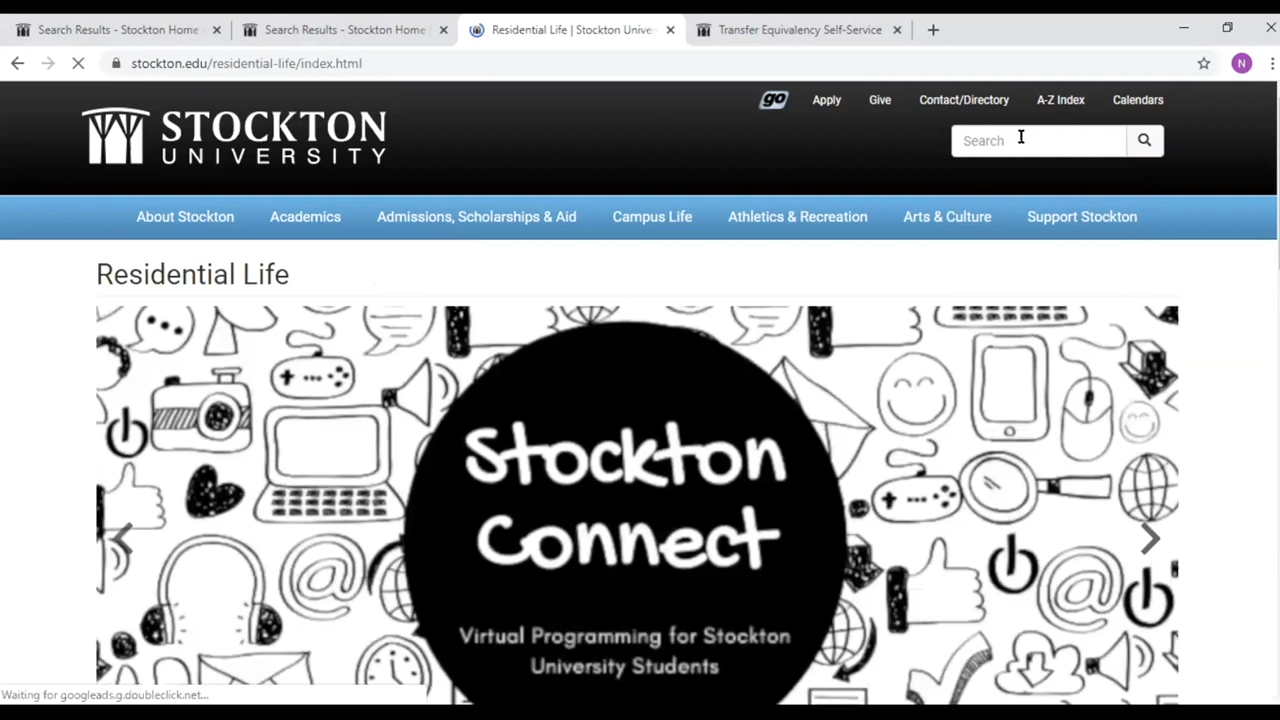 Search Results - Stockton Home
Search Results - Stockton Home
Residential Life | Stockton Unive
Transfer Equivalency Self-Service
stockton.edu/residential-life/index.html
N
go
Apply
Give
Contact/Directory
A-Z Index
Calendars
STOCKTON
UNIVERSITY
Search
About Stockton
Academics
Admissions, Scholarships & Aid
Campus Life
Athletics & Recreation
Arts & Culture
Support Stockton
Residential Life
Stockton
Connect
Virtual Programming for Stockton
University Students
Waiting for googleads.g.doubleclick.net...